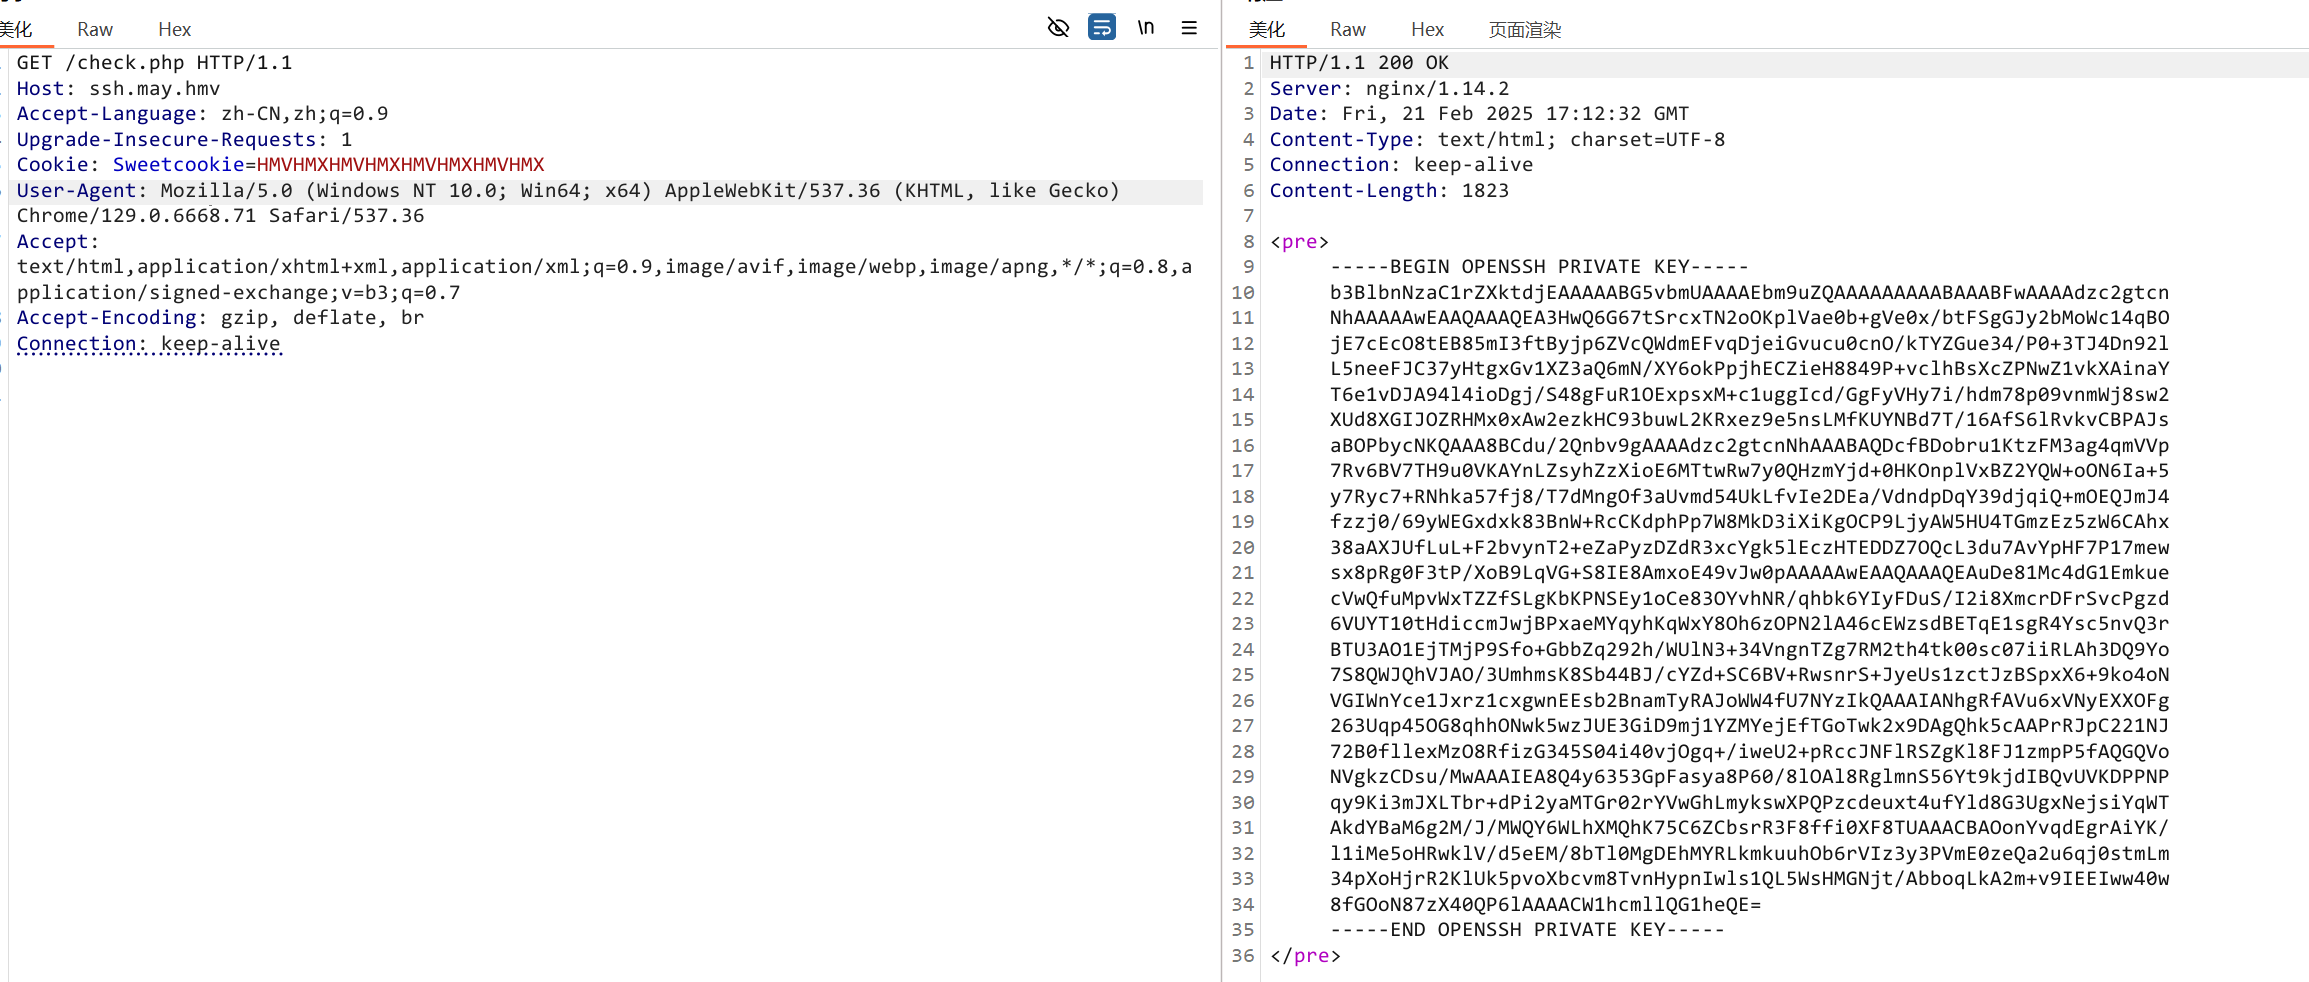 美化 Raw Hex \n
GET /check.php HTTP/1.1
Host: ssh.may.hmv
Accept-Language: zh-CN,zh;q=0.9
Upgrade-Insecure-Requests: 1
Cookie: Sweetcookie=HMVHMXHMVHMXHMVHMXHMVHMX
User-Agent: Mozilla/5.0 (Windows NT 10.0; Win64; x64) AppleWebKit/537.36 (KHTML, like Gecko)
Chrome/129.0.6668.71 Safari/537.36
Accept:
text/html,application/xhtml+xml,application/xml;q=0.9,image/avif,image/webp,image/apng,*/*;q=0.8,a
pplication/signed-exchange;v=b3;q=0.7
Accept-Encoding: gzip, deflate, br
Connection: keep-alive
美化 Raw Hex 页面渲染
1 HTTP/1.1 200 OK
2 Server: nginx/1.14.2
3 Date: Fri, 21 Feb 2025 17:12:32 GMT
4 Content-Type: text/html; charset=UTF-8
5 Connection: keep-alive
6 Content-Length: 1823
7
8 <pre>
9 -----BEGIN OPENSSH PRIVATE KEY-----
10 b3BlbnNzaC1rZXktdjEAAAAABG5vbmUAAAAEbm9uZQAAAAAAAAABAAABFwAAAAdzc2gtcn
11 NhAAAAAwEAAQAAAQEA3HwQ6G67tSrcxTN2oOKplVae0b+gVe0x/btFSgGJy2bMoWc14qBO
12 jE7cEcO8tEB85mI3ftByjp6ZVcQWdmEFvqDjeiGvucu0cnO/kTYZGue34/P0+3TJ4Dn92l
13 L5neeFJC37yHtgxGv1XZ3aQ6mN/XY6okPpjhECZieH8849P+vclhBsXcZPNwZ1vkXAinaY
14 T6e1vDJA94l4ioDgj/S48gFuR1OExpsxM+c1uggIcd/GgFyVHy7i/hdm78p09vnmWj8sw2
15 XUd8XGIJOZRHMx0xAw2ezkHC93buwL2KRxez9e5nsLMfKUYNBd7T/16AfS6lRvkvCBPAJs
16 aBOPbycNKQAAA8BCdu/2Qnbv9gAAAAdzc2gtcnNhAAABAQDcfBDobru1KtzFM3ag4qmVVp
17 7Rv6BV7TH9u0VKAYnLZsyhZzXioE6MTtwRw7y0QHzmYjd+0HKOnplVxBZ2YQW+oON6Ia+5
18 y7Ryc7+RNhka57fj8/T7dMngOf3aUvmd54UkLfvIe2DEa/VdndpDqY39djqiQ+mOEQJmJ4
19 fzzj0/69yWEGxdxk83BnW+RcCKdphPp7W8MkD3iXiKgOCP9LjyAW5HU4TGmzEz5zW6CAhx
20 38aAXJUfLuL+F2bvynT2+eZaPyzDZdR3xcYgk5lEczHTEDDZ7OQcL3du7AvYpHF7P17mew
21 sx8pRg0F3tP/XoB9LqVG+S8IE8AmxoE49vJw0pAAAAAwEAAQAAAQEAuDe81Mc4dG1Emkue
22 cVwQfuMpvWxTZZfSLgKbKPNSEy1oCe83OYvhNR/qhbk6YIyFDuS/I2i8XmcrDFrSvcPgzd
23 6VUYT10tHdiccmJwjBPxaeMYqyhKqWxY8Oh6zOPN2lA46cEWzsdBETqE1sgR4Ysc5nvQ3r
24 BTU3AO1EjTMjP9Sfo+GbbZq292h/WUlN3+34VngnTZg7RM2th4tk00sc07iiRLAh3DQ9Yo
25 7S8QWJQhVJAO/3UmhmsK8Sb44BJ/cYZd+SC6BV+RwsnrS+JyeUs1zctJzBSpxX6+9ko4oN
26 VGIWnYce1Jxrz1cxgwnEEsb2BnamTyRAJoWW4fU7NYzIkQAAAIANhgRfAVu6xVNyEXXOFg
27 263Uqp45OG8qhhONwk5wzJUE3GiD9mj1YZMYejEfTGoTwk2x9DAgQhk5cAAPrRJpC221NJ
28 72B0fllexMzO8RfizG345S04i40vjOgq+/iweU2+pRccJNFlRSZgKl8FJ1zmpP5fAQGQVo
29 NVgkzCDsu/MwAAAIEA8Q4y6353GpFasya8P60/8lOAl8RglmnS56Yt9kjdIBQvUVKDPPNP
30 qy9Ki3mJXLTbr+dPi2yaMTGr02rYVwGhLmykswXPQPzcdeuxt4ufYld8G3UgxNejsiYqWT
31 AkdYBaM6g2M/J/MWQY6WLhXMQhK75C6ZCbsrR3F8ffi0XF8TUAAACBAOonYvqdEgrAiYK/
32 l1iMe5oHRwklV/d5eEM/8bTl0MgDEhMYRLkmkuuhOb6rVIz3y3PVmE0zeQa2u6qj0stmLm
33 34pXoHjrR2KlUk5pvoXbcvm8TvnHypnIwls1QL5WsHMGNjt/AbboqLkA2m+v9IEEIww40w
34 8fGOoN87zX40QP6lAAAACW1hcmllQG1heQE=
35 -----END OPENSSH PRIVATE KEY-----
36 </pre>